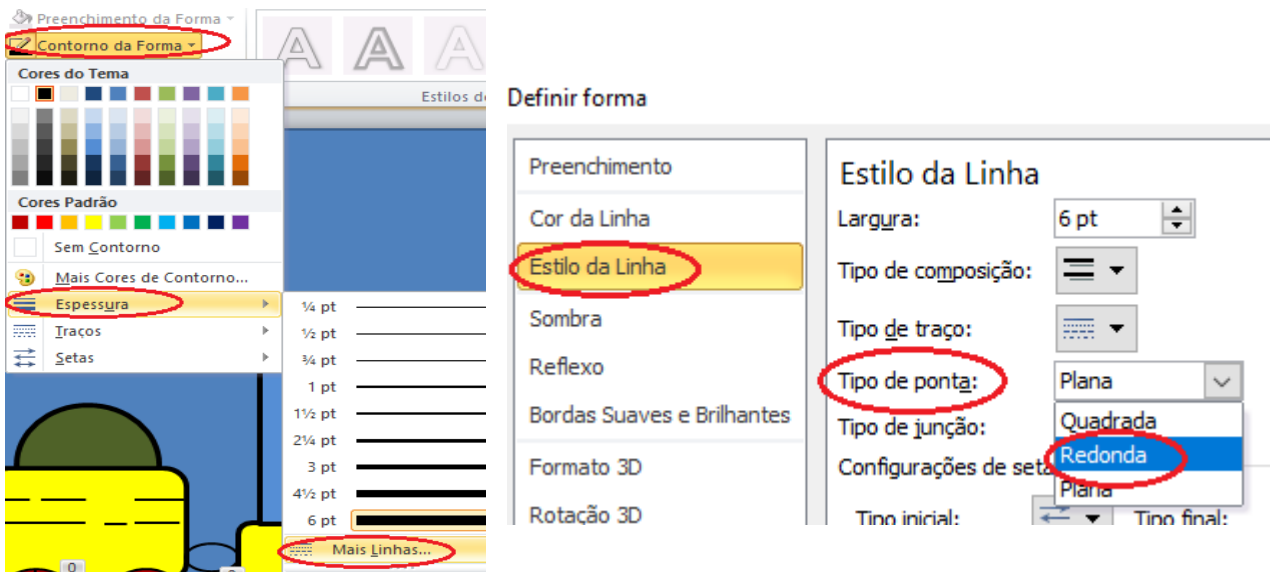 Preenchimento da Forma
Contorno da Forma
Cores do Tema
Cores Padrão
Sem Contorno
Mais Cores de Contorno...
Espessura
Traços
Setas
A A A
Estilos d
¼ pt
½ pt
¾ pt
1 pt
1½ pt
2¼ pt
3 pt
4½ pt
6 pt
Mais Linhas...
0
Definir forma
Preenchimento
Cor da Linha
Estilo da Linha
Sombra
Reflexo
Bordas Suaves e Brilhantes
Formato 3D
Rotação 3D
Estilo da Linha
Largura: 6 pt
Tipo de composição:
Tipo de traço:
Tipo de ponta: Plana
Quadrada
Redonda
Plana
Tipo de junção:
Configurações de seta
Tipo inicial: Tipo final: